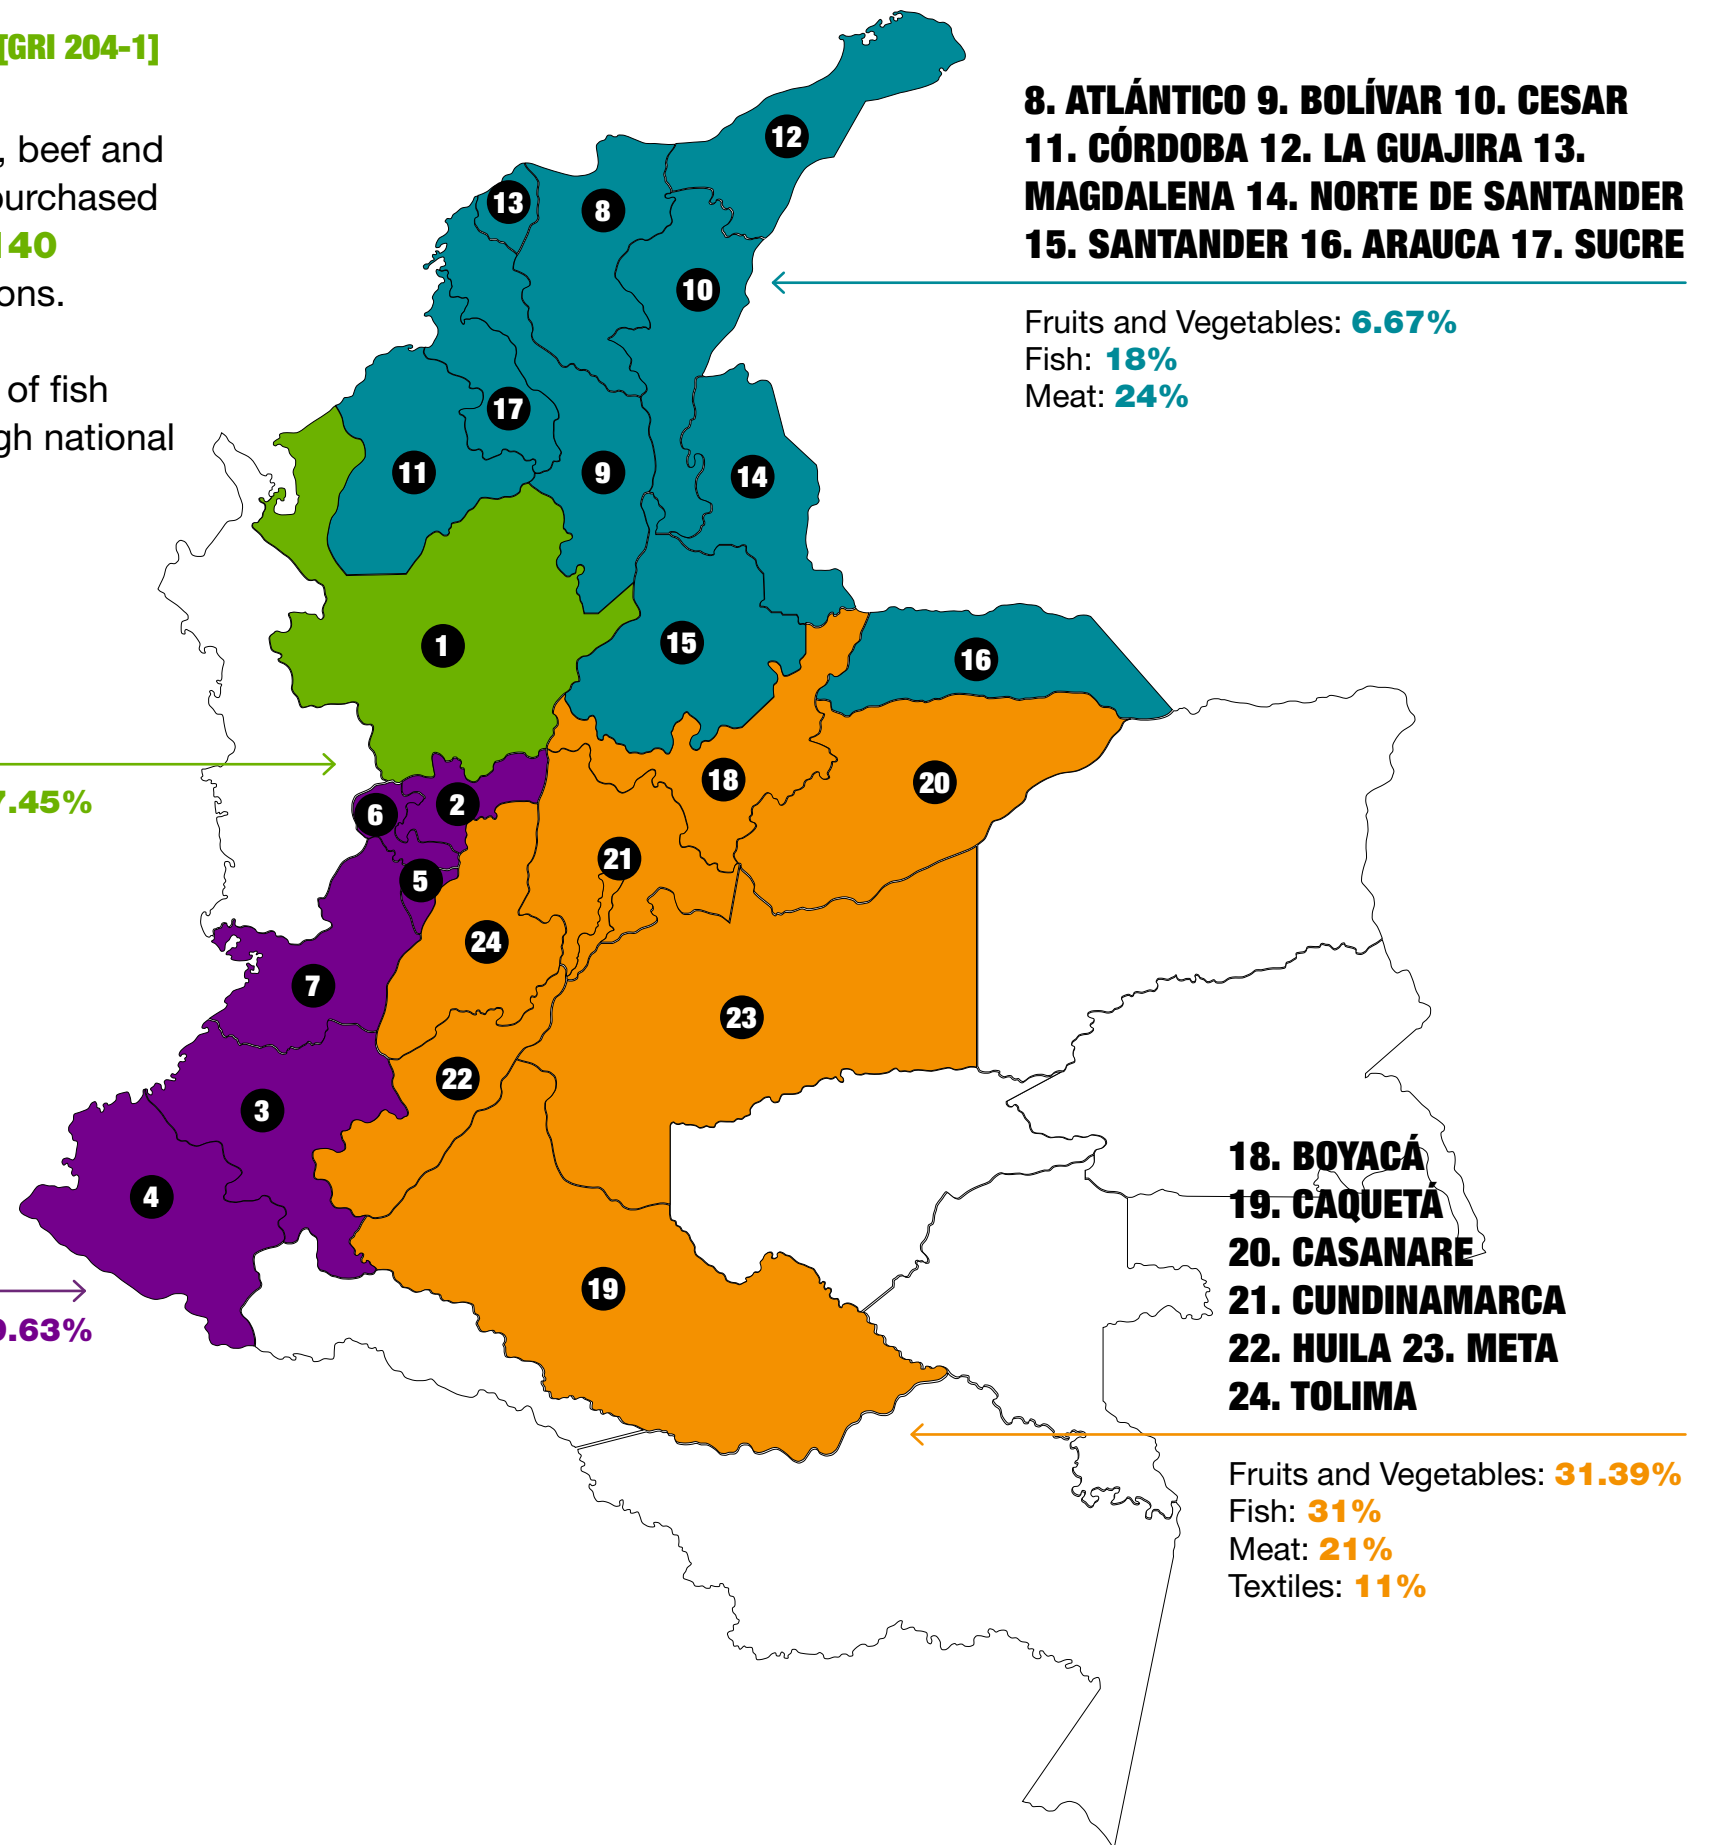 [GRI 204-1]
, beef and
purchased
140
ons.
of fish
gh national
8. ATLÁNTICO 9. BOLÍVAR 10. CESAR
11. CÓRDOBA 12. LA GUAJIRA 13.
MAGDALENA 14. NORTE DE SANTANDER
15. SANTANDER 16. ARAUCA 17. SUCRE
Fruits and Vegetables: 6.67%
Fish: 18%
Meat: 24%
12
13
8
10
17
11
9
14
1
15
16
7.45%
18
20
6
2
21
5
24
7
23
22
3
4
19
9.63%
18. BOYACÁ
19. CAQUETÁ
20. CASANARE
21. CUNDINAMARCA
22. HUILA 23. META
24. TOLIMA
Fruits and Vegetables: 31.39%
Fish: 31%
Meat: 21%
Textiles: 11%